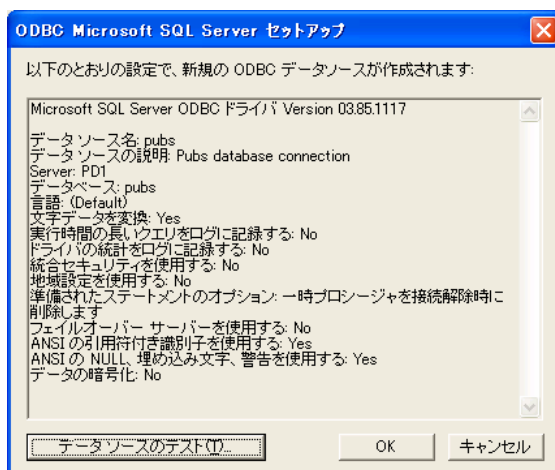 ODBC Microsoft SQL Server セットアップ
以下のとおりの設定で、新規の ODBC データソースが作成されます:
Microsoft SQL Server ODBC ドライバ Version 03.85.1117
データ ソース名: pubs
データ ソースの説明: Pubs database connection
Server: PD1
データベース: pubs
言語: (Default)
文字データを変換: Yes
実行時間の長いクエリをログに記録する: No
ドライバの統計をログに記録する: No
統合セキュリティを使用する: No
地域設定を使用する: No
準備されたステートメントのオプション: 一時プロシージャを接続解除時に
削除します
フェイルオーバー サーバーを使用する: No
ANSI の引用符付き識別子を使用する: Yes
ANSI の NULL、埋め込み文字、警告を使用する: Yes
データの暗号化: No
データ ソースのテスト(T)...
OK
キャンセル